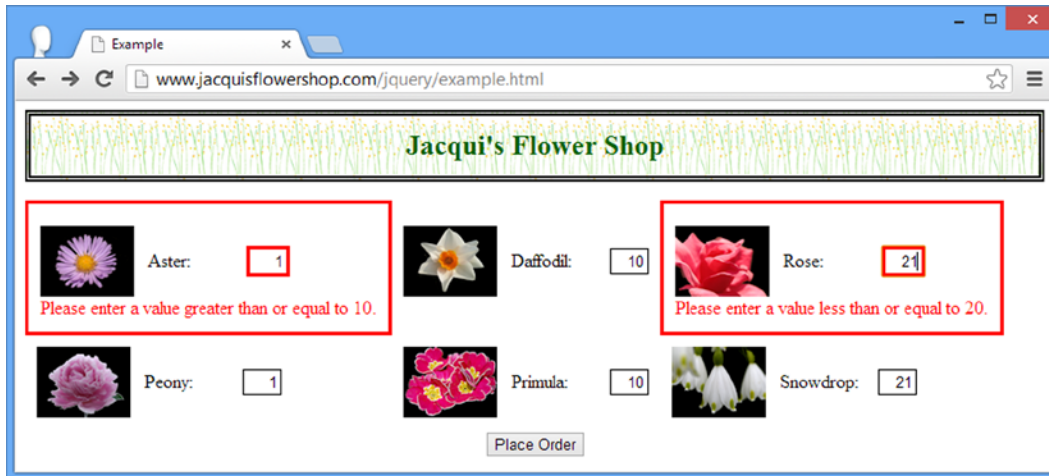 Example
www.jacquisflowershop.com/jquery/example.html
Jacqui's Flower Shop
Aster: 1
Please enter a value greater than or equal to 10.
Daffodil: 10
Rose: 21
Please enter a value less than or equal to 20.
Peony: 1
Primula: 10
Snowdrop: 21
Place Order